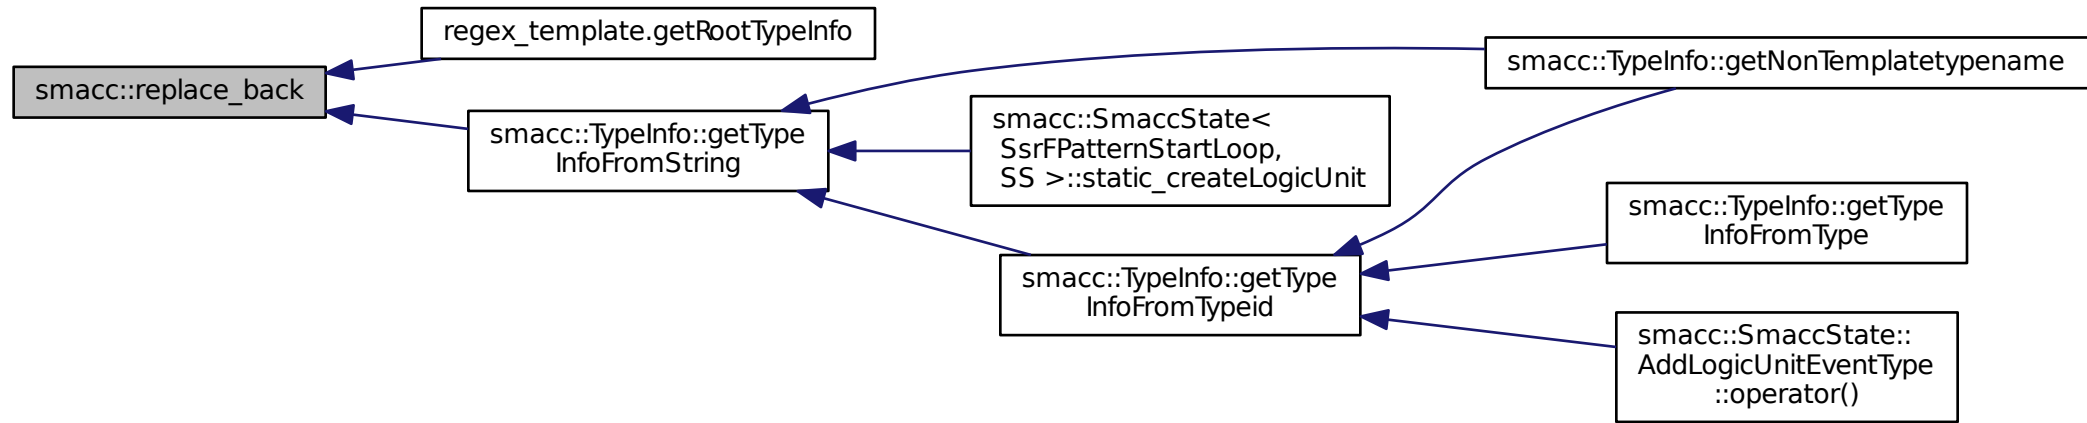 smacc::replace_back
regex_template.getRootTypeInfo
smacc::TypeInfo::getType
InfoFromString
smacc::TypeInfo::getNonTemplatetypename
smacc::SmaccState<
SsrFPatternStartLoop,
SS >::static_createLogicUnit
smacc::TypeInfo::getType
InfoFromTypeid
smacc::TypeInfo::getType
InfoFromType
smacc::SmaccState::
AddLogicUnitEventType
::operator()